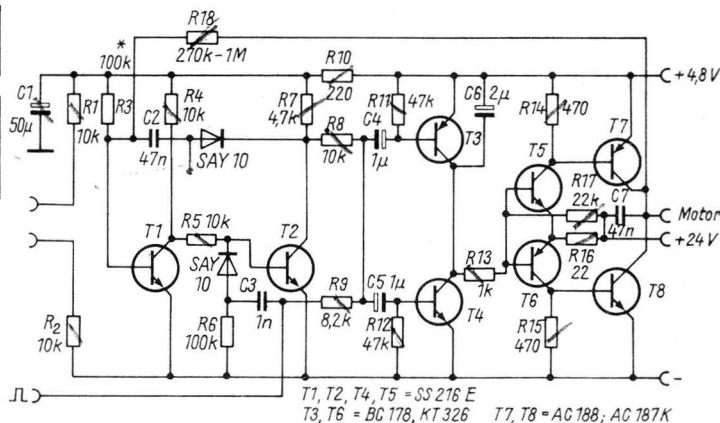 R18
270k-1M
*
100k
R10
220
+4,8V
C1
50µ
R1
10k
R3
R4
10k
C2
47n
SAY 10
R7
4,7k
R8
10k
R11
47k
C4
1µ
C6
2µ
T3
R14
470
T7
T5
R17
22k
C7
47n
Motor
+24V
R16
22
T1
R5 10k
SAY
10
T2
R13
1k
C3
1n
R9
8,2k
C5 1µ
T4
T6
T8
R2
10k
R6
100k
R12
47k
R15
470
-
T1, T2, T4, T5 = SS 216 E
T3, T6 = BC 178, KT 326
T7, T8 = AC 188; AC 187K